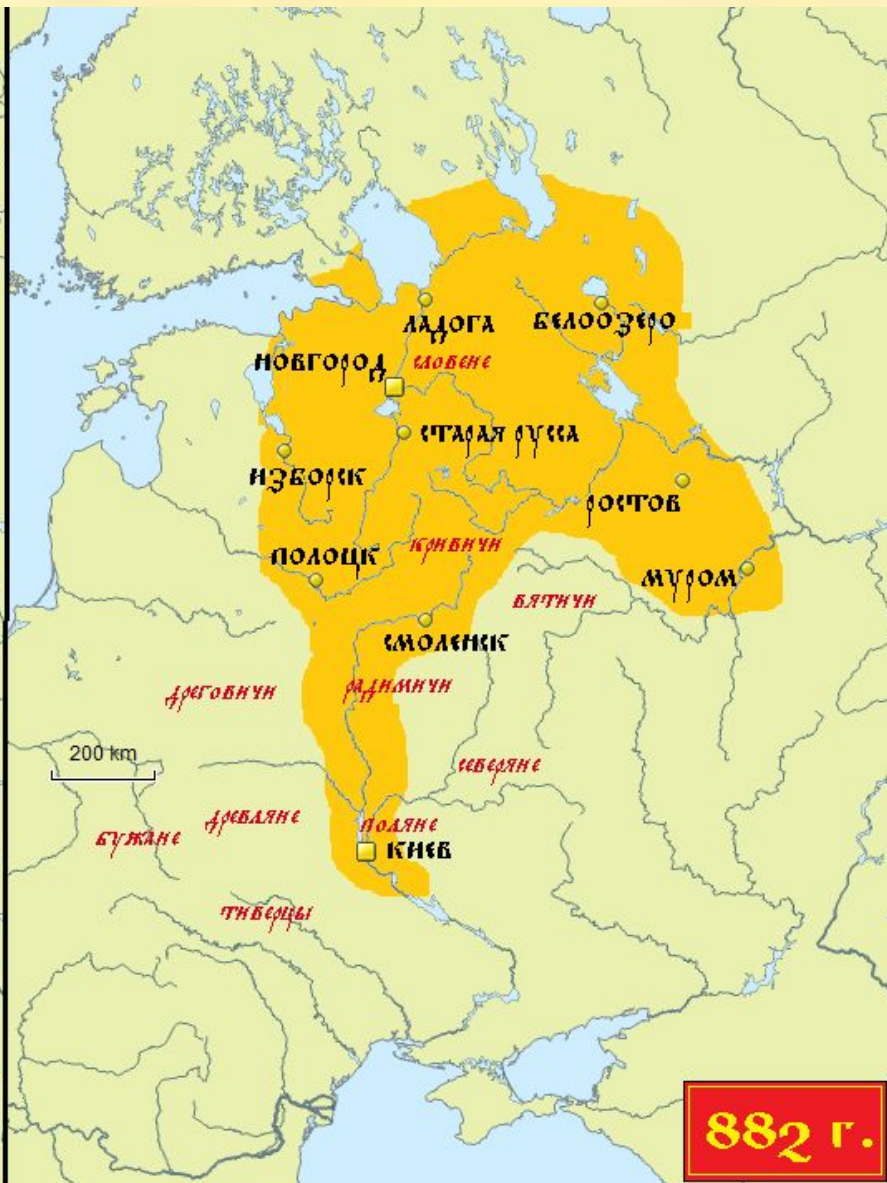 ЛАДОГА
БЕЛООЗЕРО
НОВГОРОД
СЛОВЕНЕ
СТАРАЯ РУССА
ИЗБОРСК
РОСТОВ
КРИВИЧИ
ПОЛОЦК
МУРОМ
ВЯТИЧИ
СМОЛЕНСК
ДРЕГОВИЧИ
РАДИМИЧИ
200 km
СЕВЕРЯНЕ
ДРЕВЛЯНЕ
ПОЛЯНЕ
БУЖАНЕ
КИЕВ
ТИВЕРЦЫ
882 г.